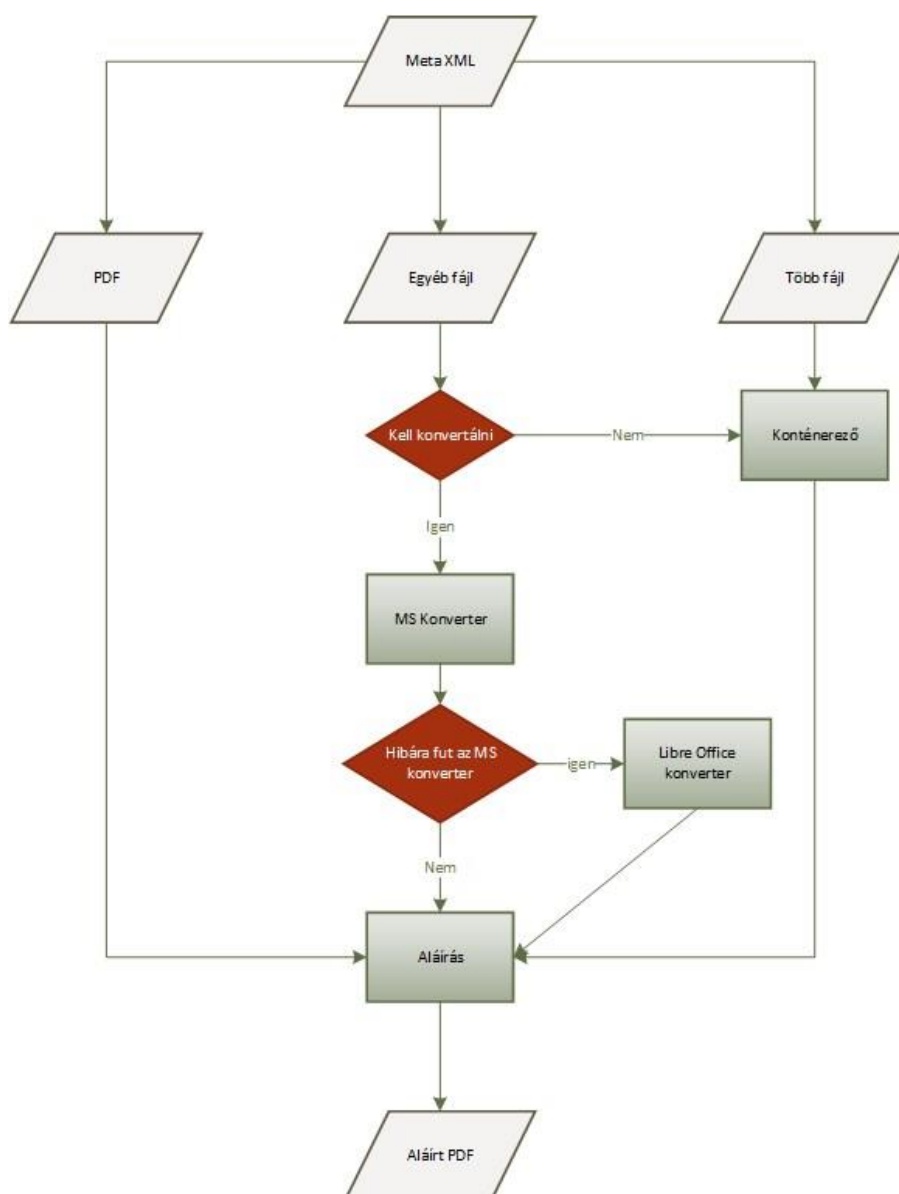 Meta XML
PDF
Egyéb fájl
Több fájl
Kell konvertálni
Nem
Konténerező
Igen
MS Konverter
Hibára fut az MS
konverter
igen
Libre Office
konverter
Nem
Aláírás
Aláírt PDF